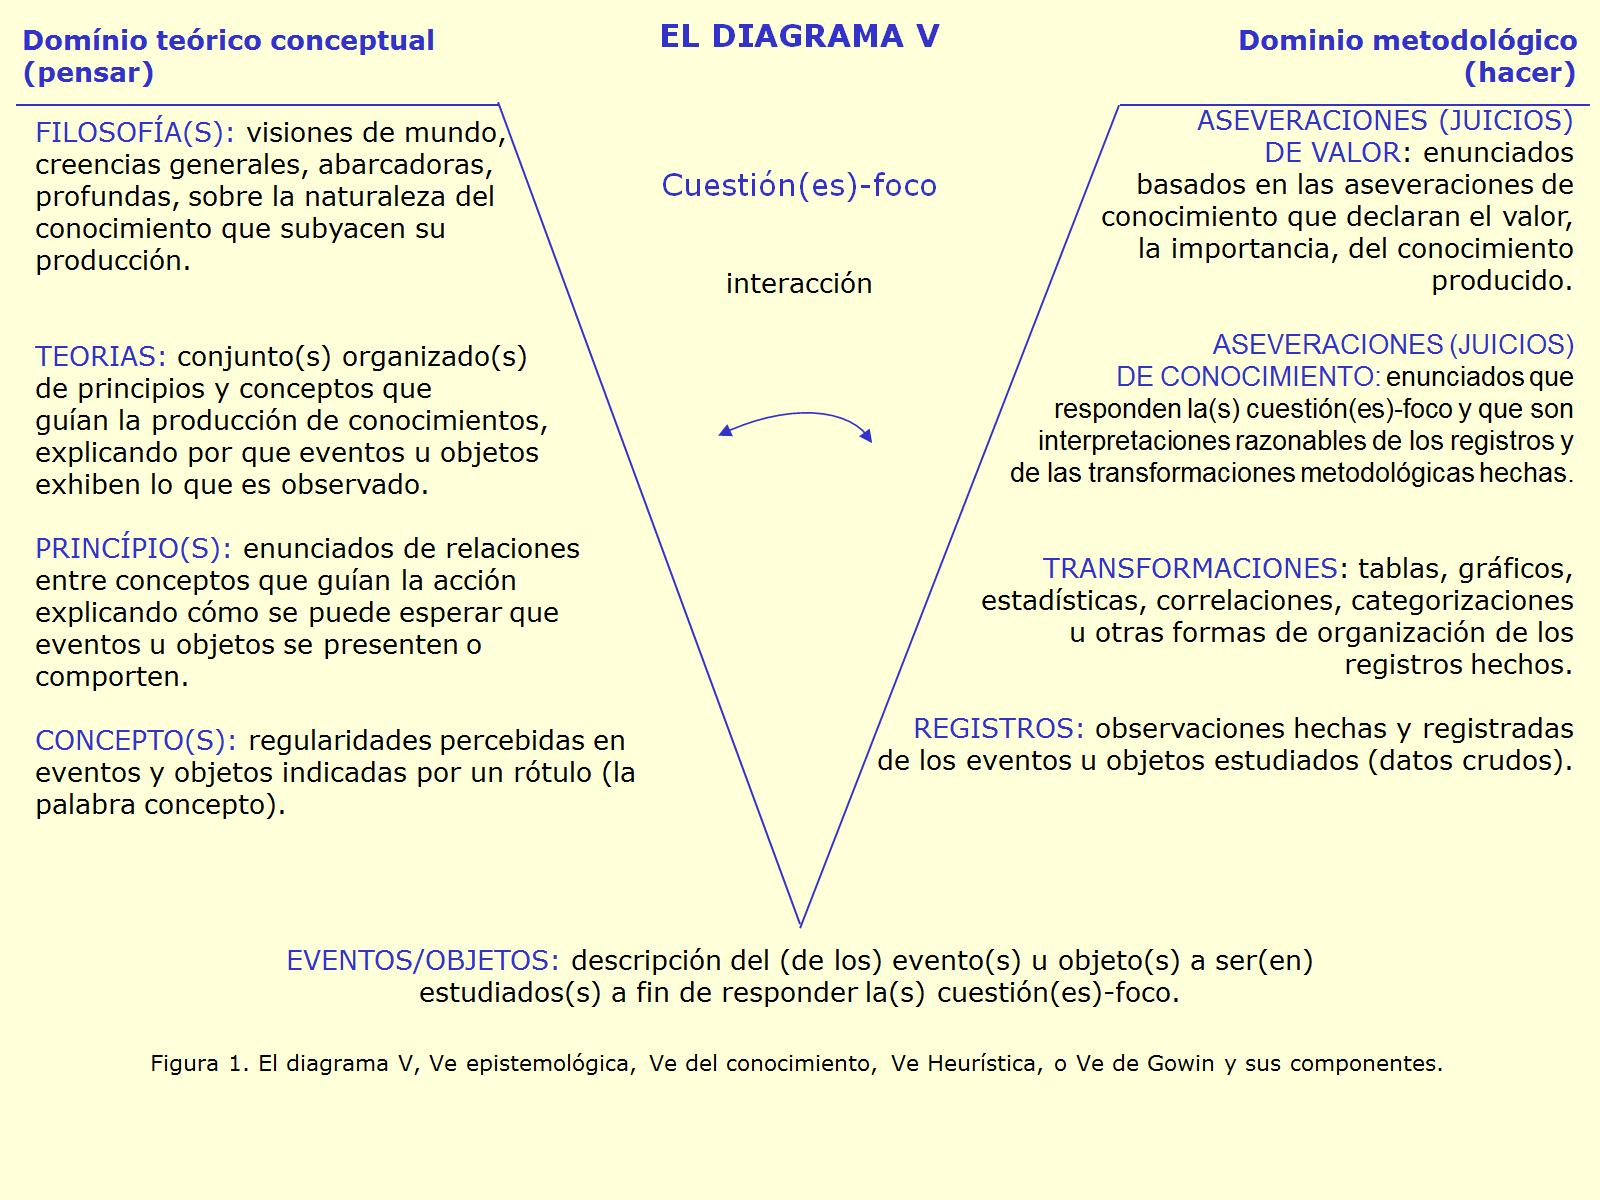 EL DIAGRAMA V
Domínio teórico conceptual
(pensar)
FILOSOFÍA(S): visiones de mundo,
creencias generales, abarcadoras,
profundas, sobre la naturaleza del
conocimiento que subyacen su
producción.
TEORIAS: conjunto(s) organizado(s)
de principios y conceptos que
guían la producción de conocimientos,
explicando por que eventos u objetos
exhiben lo que es observado.
PRINCÍPIO(S): enunciados de relaciones
entre conceptos que guían la acción
explicando cómo se puede esperar que
eventos u objetos se presenten o
comporten.
CONCEPTO(S): regularidades percebidas en
eventos y objetos indicadas por un rótulo (la
palabra concepto).
Cuestión(es)-foco
interacción
Dominio metodológico
(hacer)
ASEVERACIONES (JUICIOS)
DE VALOR: enunciados
basados en las aseveraciones de
conocimiento que declaran el valor,
la importancia, del conocimiento
producido.
ASEVERACIONES (JUICIOS)
DE CONOCIMIENTO: enunciados que
responden la(s) cuestión(es)-foco y que son
interpretaciones razonables de los registros y
de las transformaciones metodológicas hechas.
TRANSFORMACIONES: tablas, gráficos,
estadísticas, correlaciones, categorizaciones
u otras formas de organización de los
registros hechos.
REGISTROS: observaciones hechas y registradas
de los eventos u objetos estudiados (datos crudos).
EVENTOS/OBJETOS: descripción del (de los) evento(s) u objeto(s) a ser(en)
estudiados(s) a fin de responder la(s) cuestión(es)-foco.
Figura 1. El diagrama V, Ve epistemológica, Ve del conocimiento, Ve Heurística, o Ve de Gowin y sus componentes.